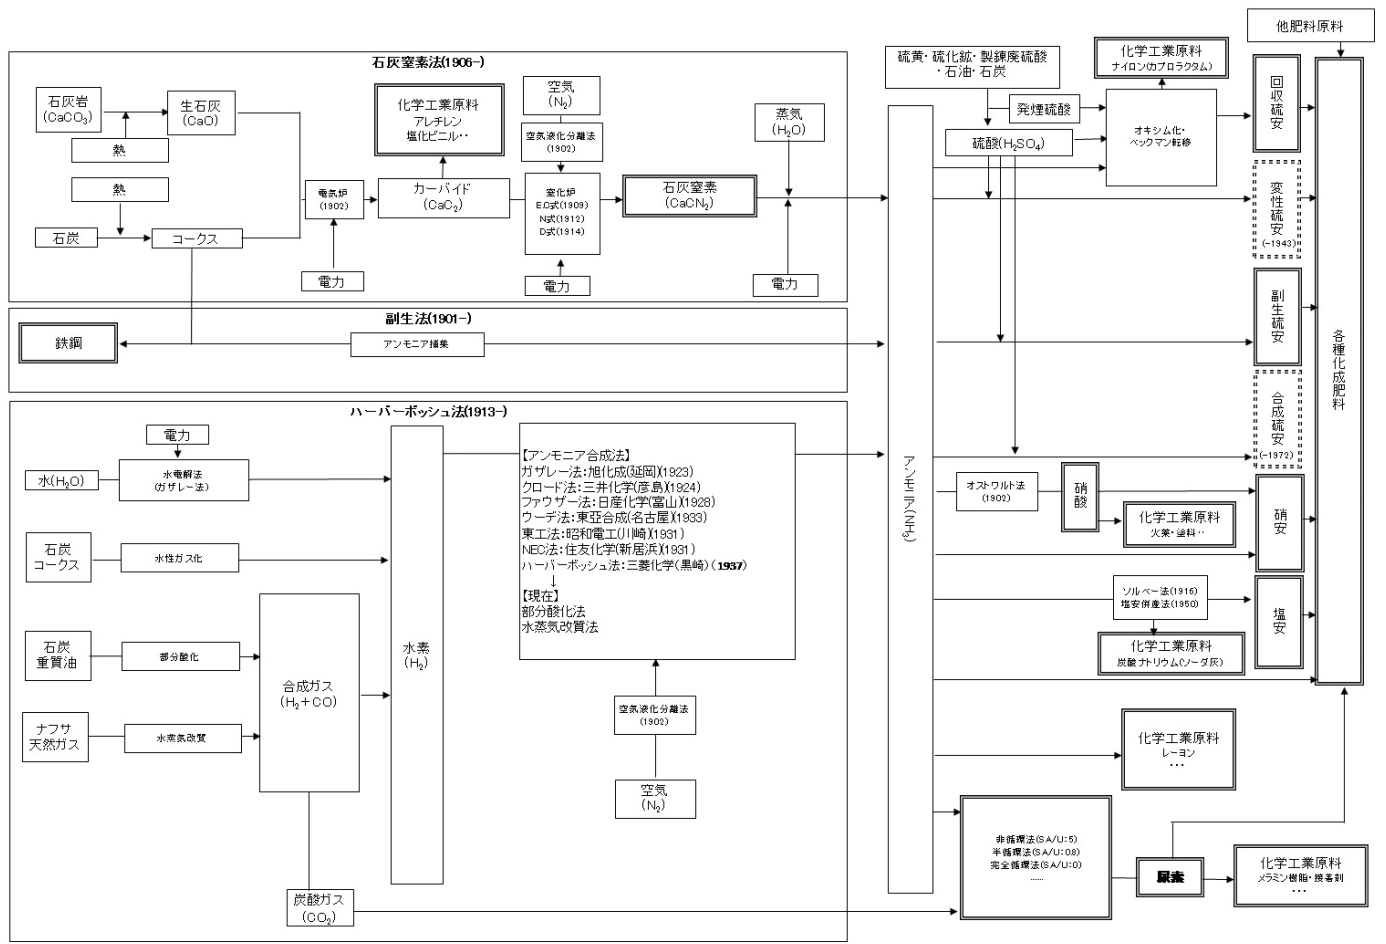 他肥料原料
石灰窒素法(1906-)
石灰岩
(CaCO₃)
生石灰
(CaO)
熱
熱
石炭
コークス
電気炉
(1902)
電力
化学工業原料
アレチレン
塩化ビニル・・
カーバイド
(CaC₂)
空気
(N₂)
空気液化分離法
(1902)
窒化炉
E.C式(1909)
N式(1912)
D式(1914)
電力
石灰窒素
(CaCN₂)
蒸気
(H₂O)
電力
副生法(1901-)
鉄鋼
アンモニア捕集
ハーバーボッシュ法(1913-)
電力
水(H₂O)
水電解法
(ガザレー法)
石炭
コークス
水性ガス化
石炭
重質油
部分酸化
ナフサ
天然ガス
水蒸気改質
合成ガス
(H₂+CO)
炭酸ガス
(CO₂)
水素
(H₂)
【アンモニア合成法】
ガザレー法:旭化成(延岡)(1923)
クロード法:三井化学(彦島)(1924)
ファウザー法:日産化学(富山)(1928)
ウーデ法:東亞合成(名古屋)(1933)
東工法:昭和電工(川崎)(1931)
NEC法:住友化学(新居浜)(1931)
ハーバーボッシュ法:三菱化学(黒崎)(1937)
↓
【現在】
部分酸化法
水蒸気改質法
空気液化分離法
(1902)
空気
(N₂)
アンモニア(NH₃)
硫黄・硫化鉱・製錬廃硫酸
・石油・石炭
発煙硫酸
硫酸(H₂SO₄)
化学工業原料
ナイロン(カプロラクタム)
オキシム化・
ベックマン転移
回収硫安
変性硫安
(-1943)
副生硫安
合成硫安
(-1972)
オストワルト法
(1902)
硝酸
化学工業原料
火薬・塗料・・
硝安
ソルベー法(1916)
塩安併産法(1950)
化学工業原料
炭酸ナトリウム(ソーダ灰)
塩安
各種化成肥料
化学工業原料
レーヨン
・・・
非循環法(SA/U:5)
半循環法(SA/U:0.8)
完全循環法(SA/U:0)
……
尿素
化学工業原料
メラミン樹脂・接着剤
・・・